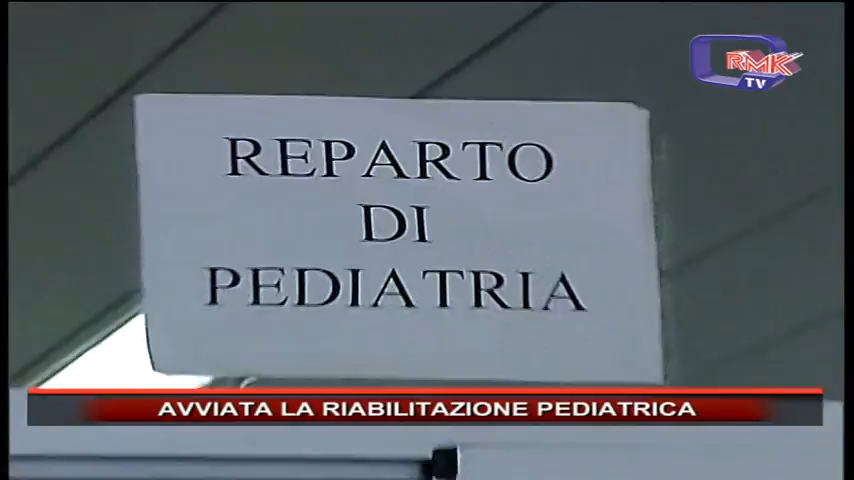 RMK
TV
REPARTO
DI
PEDIATRIA
AVVIATA LA RIABILITAZIONE PEDIATRICA